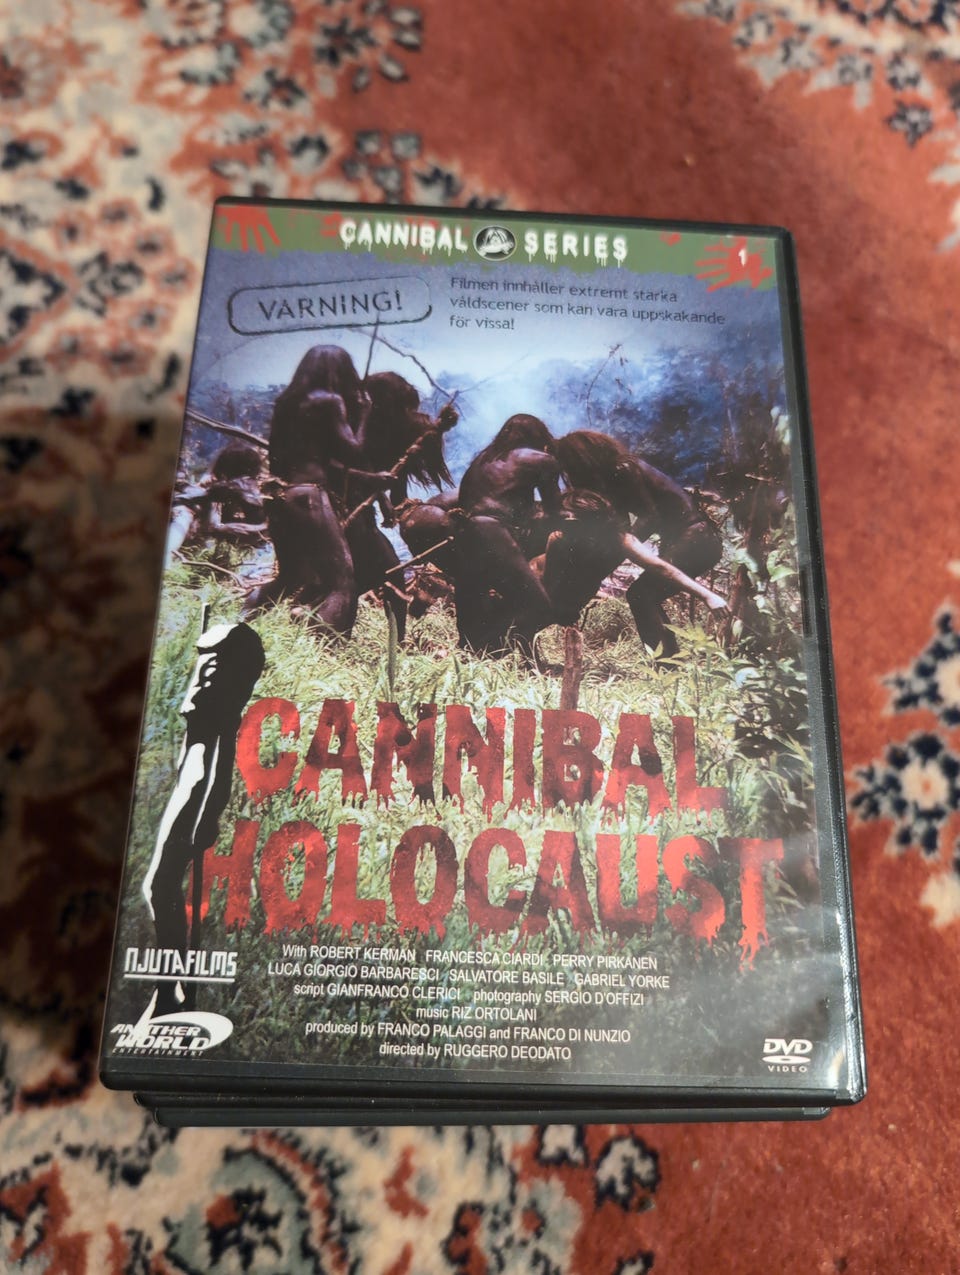 CANNIBAL SERIES
1
VARNING!
Filmen innhåller extremt starka
våldscener som kan vara uppskakande
för vissa!
CANNIBAL
HOLOCAUST
NJUTAFILMS
With ROBERT KERMAN FRANCESCA CIARDI PERRY PIRKANEN
LUCA GIORGIO BARBARESCI SALVATORE BASILE GABRIEL YORKE
script GIANFRANCO CLERICI photography SERGIO D'OFFIZI
music RIZ ORTOLANI
produced by FRANCO PALAGGI and FRANCO DI NUNZIO
directed by RUGGERO DEODATO
ANOTHER
WORLD
ENTERTAINMENT
DVD
VIDEO